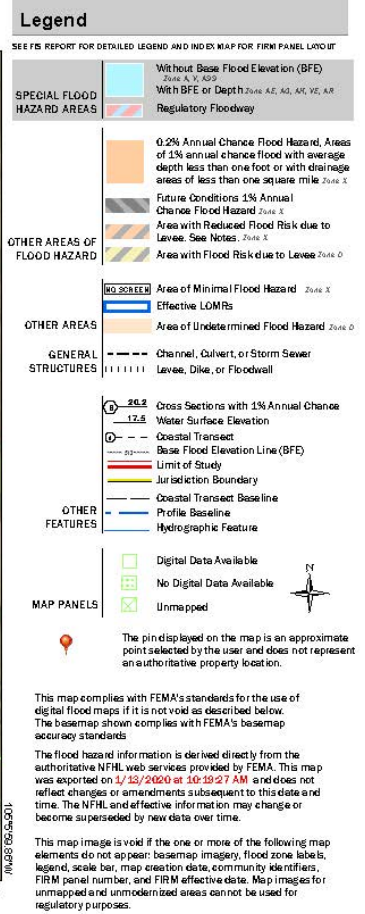 Legend
SEE FIS REPORT FOR DETAILED LEGEND AND INDEX MAP FOR FIRM PANEL LAYOUT
SPECIAL FLOOD
HAZARD AREAS
Without Base Flood Elevation (BFE)
Zone A, V, A99
With BFE or Depth Zone AE, AO, AH, VE, AR
Regulatory Floodway
OTHER AREAS OF
FLOOD HAZARD
0.2% Annual Chance Flood Hazard, Areas
of 1% annual chance flood with average
depth less than one foot or with drainage
areas of less than one square mile Zone X
Future Conditions 1% Annual
Chance Flood Hazard Zone X
Area with Reduced Flood Risk due to
Levee. See Notes. Zone X
Area with Flood Risk due to Levee Zone D
OTHER AREAS
NO SCREEN Area of Minimal Flood Hazard Zone X
Effective LOMRs
Area of Undetermined Flood Hazard Zone D
GENERAL
STRUCTURES
Channel, Culvert, or Storm Sewer
Levee, Dike, or Floodwall
OTHER
FEATURES
B 20.2 Cross Sections with 1% Annual Chance
17.5 Water Surface Elevation
Coastal Transect
513 Base Flood Elevation Line (BFE)
Limit of Study
Jurisdiction Boundary
Coastal Transect Baseline
Profile Baseline
Hydrographic Feature
MAP PANELS
Digital Data Available
No Digital Data Available
Unmapped
N
The pin displayed on the map is an approximate
point selected by the user and does not represent
an authoritative property location.
This map complies with FEMA's standards for the use of
digital flood maps if it is not void as described below.
The basemap shown complies with FEMA's basemap
accuracy standards
The flood hazard information is derived directly from the
authoritative NFHL web services provided by FEMA. This map
was exported on 1/13/2020 at 10:19:27 AM and does not
reflect changes or amendments subsequent to this date and
time. The NFHL and effective information may change or
become superseded by new data over time.
This map image is void if the one or more of the following map
elements do not appear: basemap imagery, flood zone labels,
legend, scale bar, map creation date, community identifiers,
FIRM panel number, and FIRM effective date. Map images for
unmapped and unmodernized areas cannot be used for
regulatory purposes.